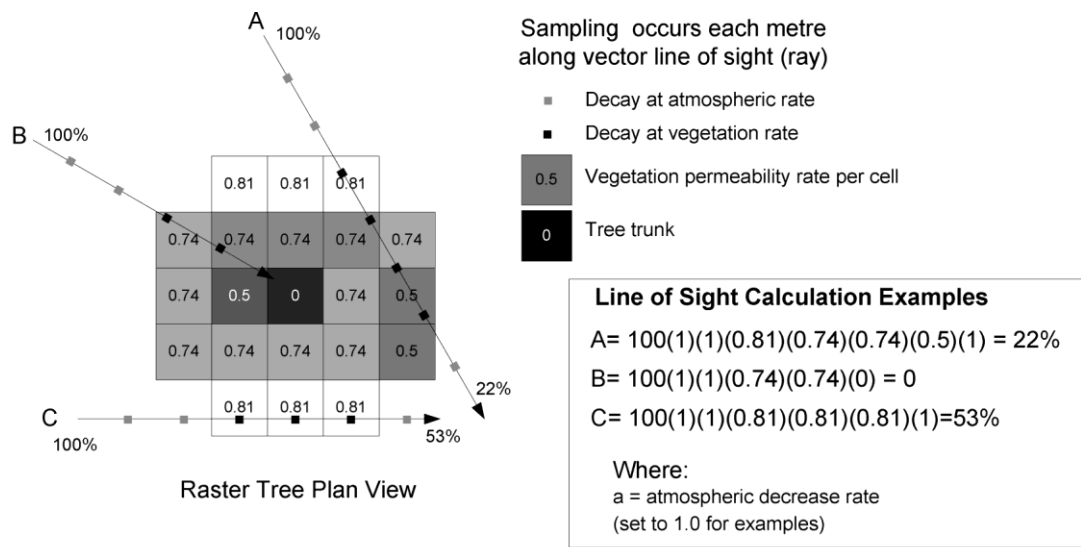 A
100%
B
100%
0.81 0.81 0.81
0.74 0.74 0.74 0.74 0.74
0.74 0.5 0 0.74 0.5
0.74 0.74 0.74 0.74 0.5
0.81 0.81 0.81
22%
C
100%
53%
Raster Tree Plan View
Sampling occurs each metre
along vector line of sight (ray)
Decay at atmospheric rate
Decay at vegetation rate
0.5 Vegetation permeability rate per cell
0 Tree trunk
Line of Sight Calculation Examples
A= 100(1)(1)(0.81)(0.74)(0.74)(0.5)(1) = 22%
B= 100(1)(1)(0.74)(0.74)(0) = 0
C= 100(1)(1)(0.81)(0.81)(0.81)(1)=53%
Where:
a = atmospheric decrease rate
(set to 1.0 for examples)